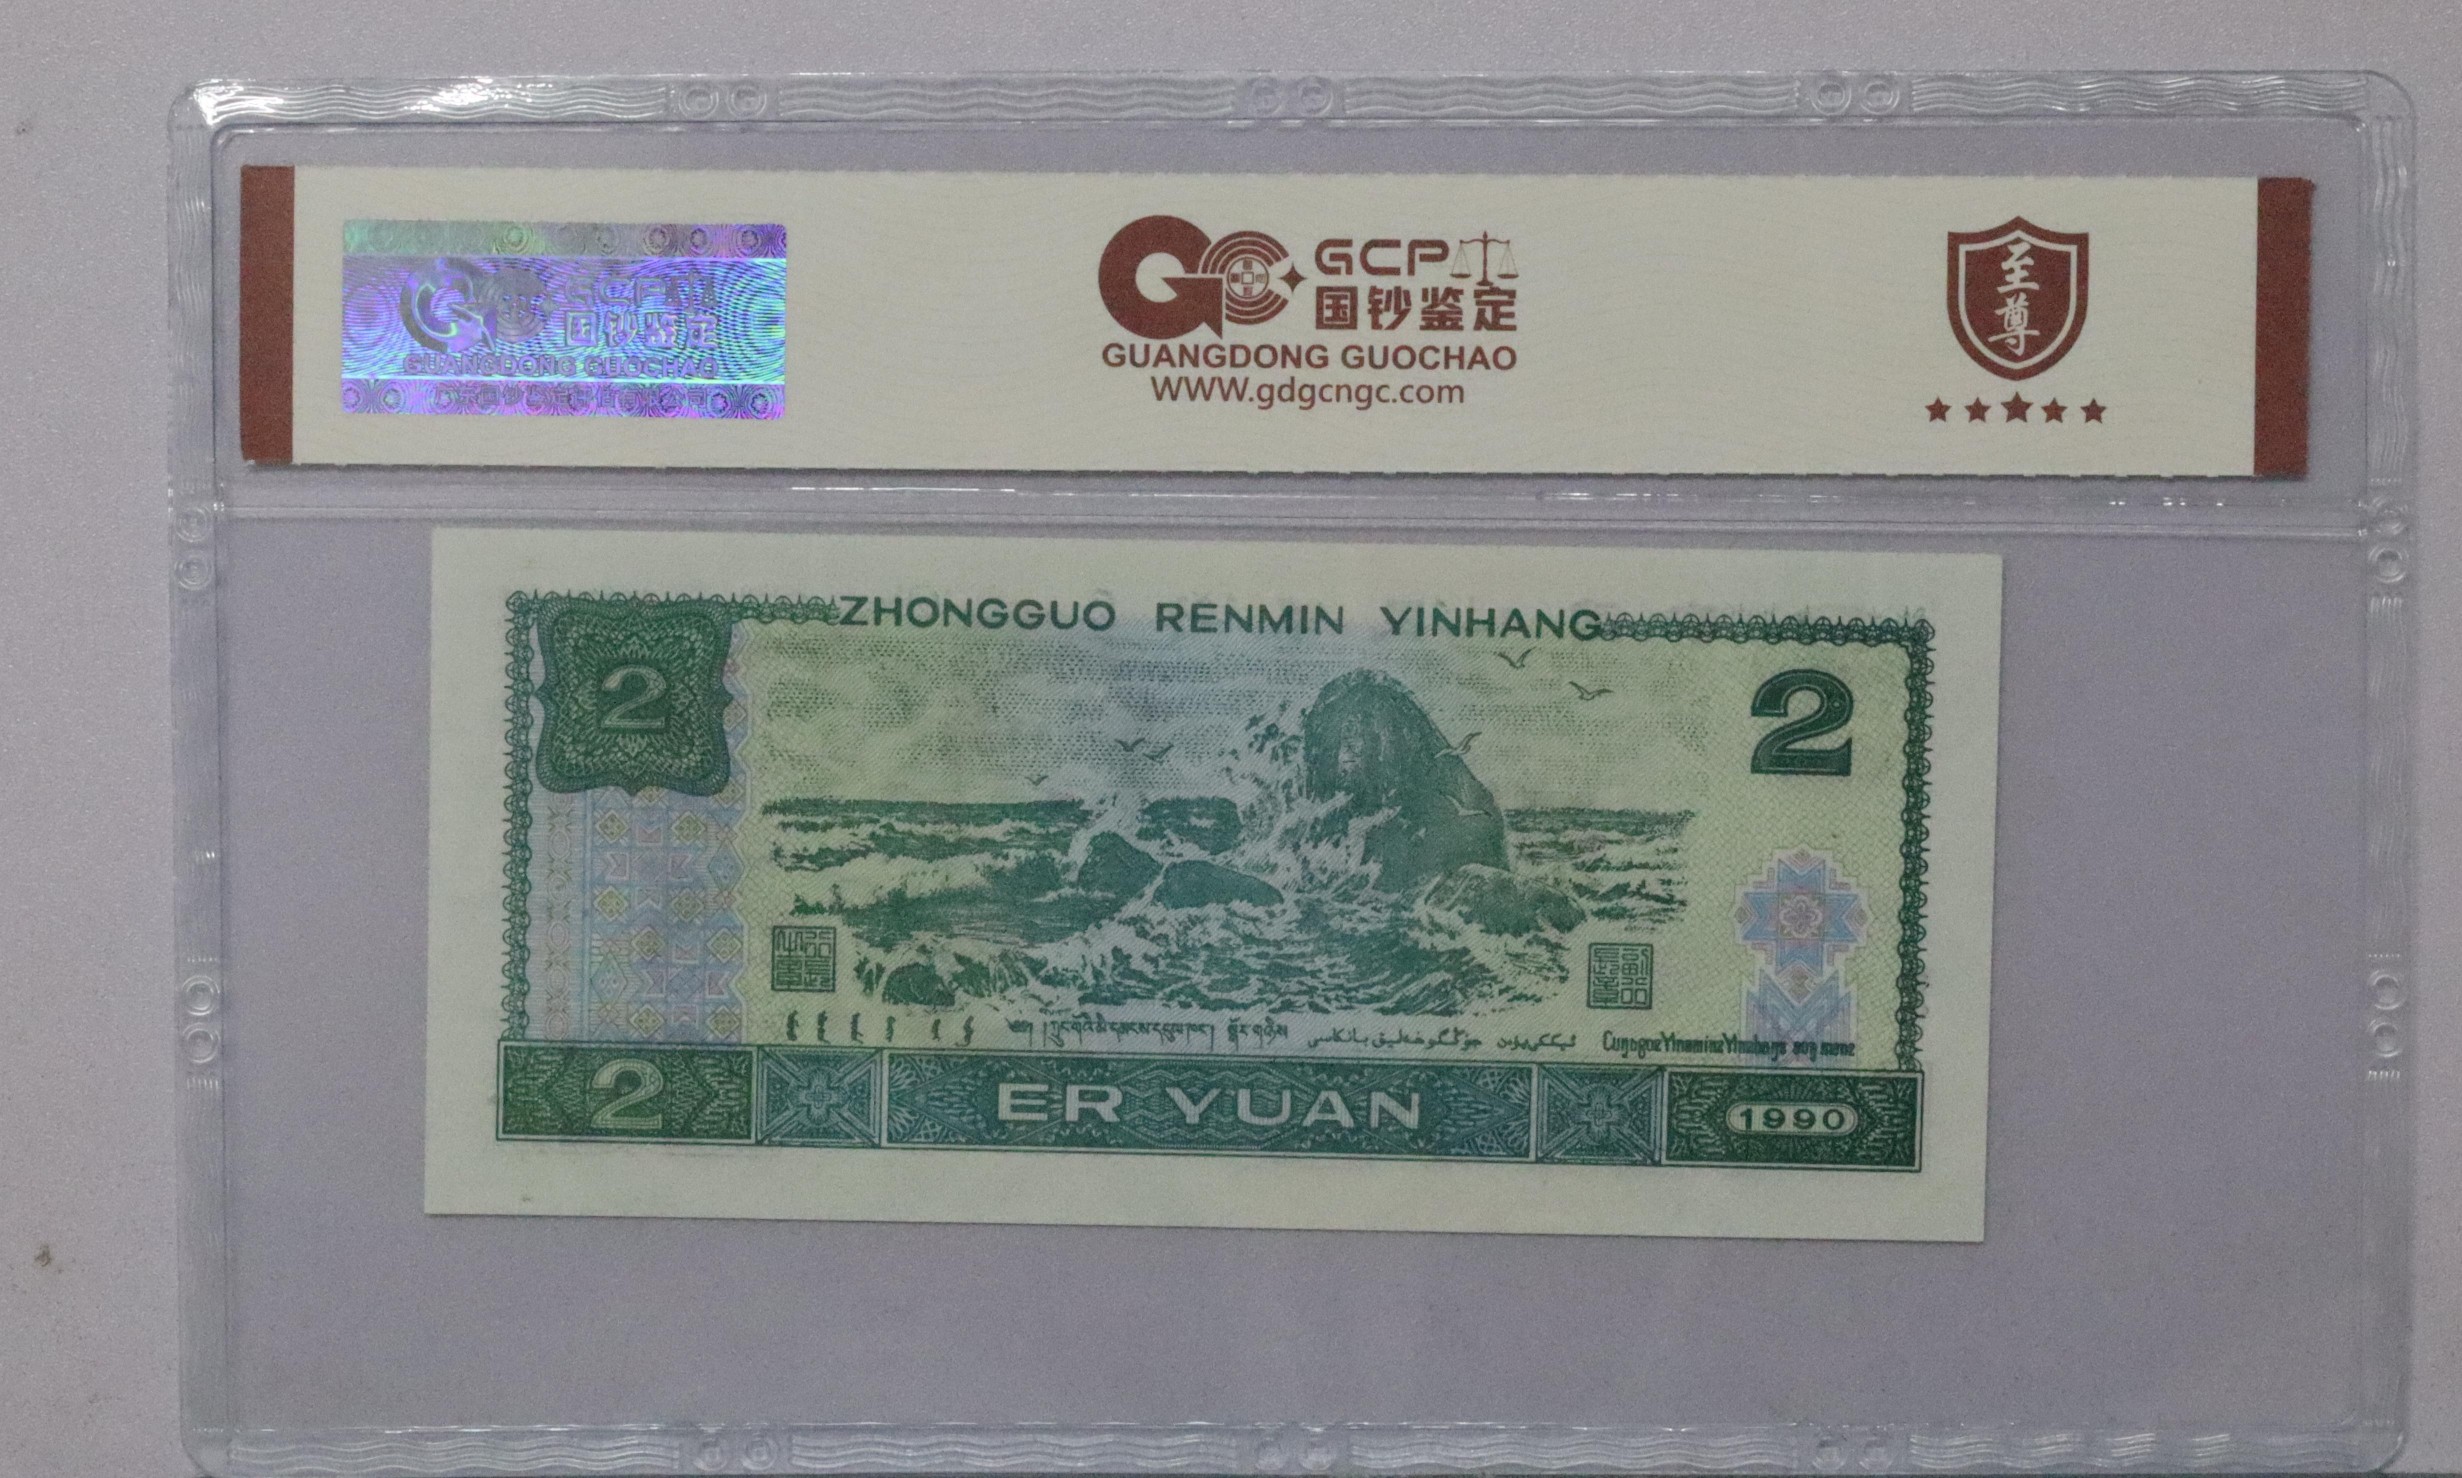 GCP
国钞鉴定
GUANGDONG GUOCHAO
GCP
国钞鉴定
GUANGDONG GUOCHAO
WWW.gdgcngc.com
至
尊
ZHONGGUO RENMIN YINHANG
2
2
2
ER YUAN
1990